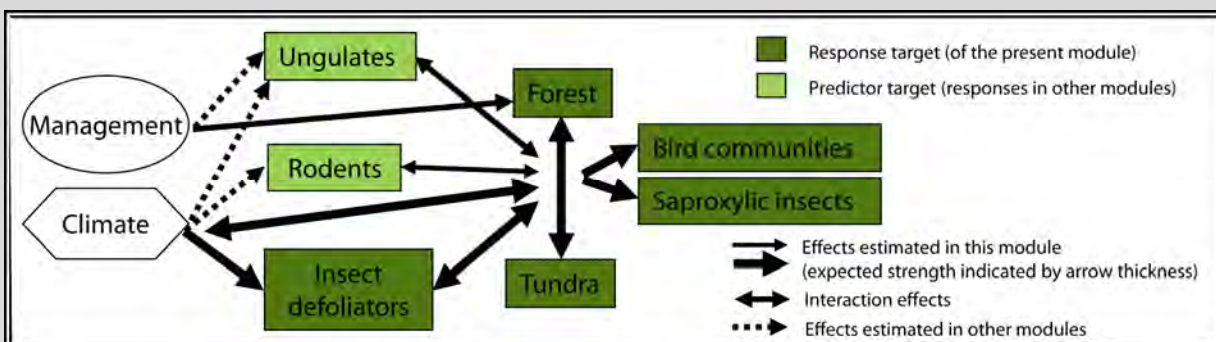 Ungulates
Management
Forest
Rodents
Climate
Insect
defoliators
Tundra
Bird communities
Saproxylic insects
Response target (of the present module)
Predictor target (responses in other modules)
Effects estimated in this module
(expected strength indicated by arrow thickness)
Interaction effects
Effects estimated in other modules